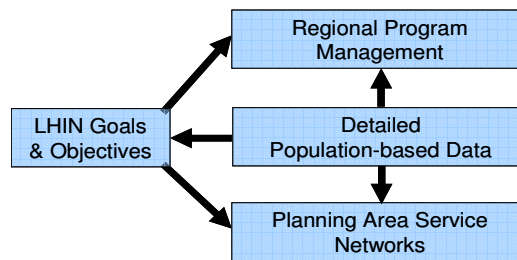 Regional Program
Management
LHIN Goals
& Objectives
Detailed
Population-based Data
Planning Area Service
Networks